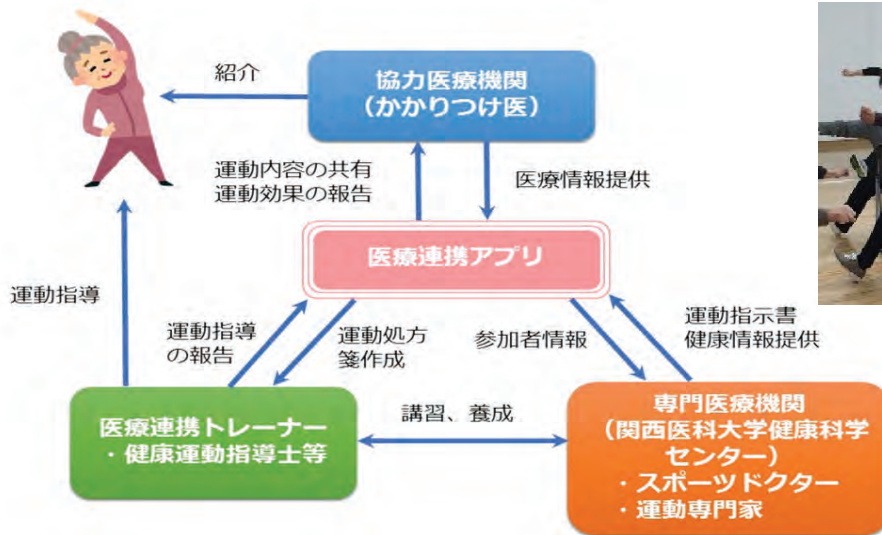 紹介
協力医療機関
（かかりつけ医）
運動内容の共有
運動効果の報告
医療情報提供
医療連携アプリ
運動指導
運動指導
の報告
運動処方
箋作成
参加者情報
運動指示書
健康情報提供
医療連携トレーナー
・健康運動指導士等
講習、養成
専門医療機関
（関西医科大学健康科学
センター）
・スポーツドクター
・運動専門家